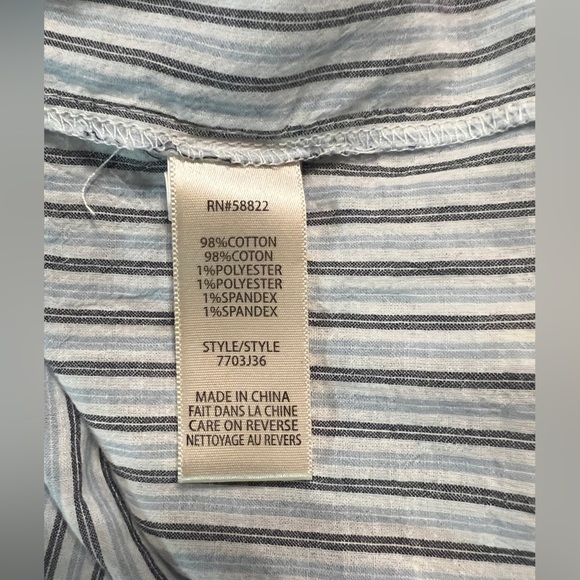 RN#58822
98%COTTON
98%COTON
1%POLYESTER
1%POLYESTER
1%SPANDEX
1%SPANDEX
STYLE/STYLE
7703J36
MADE IN CHINA
FAIT DANS LA CHINE
CARE ON REVERSE
NETTOYAGE AU REVERS